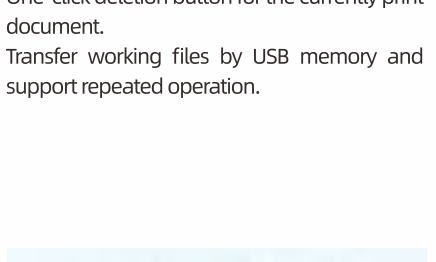 One-click deletion button for the currently print
document.
Transfer working files by USB memory and
support repeated operation.